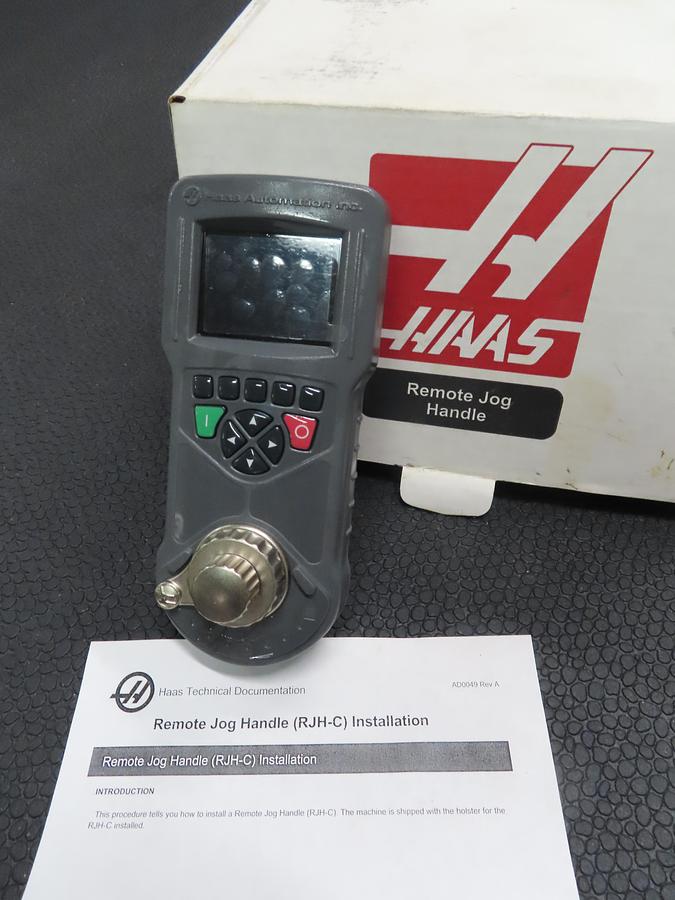 Haas Automation Inc.
HAAS
Remote Jog
Handle
Haas Technical Documentation
AD0049 Rev A
Remote Jog Handle (RJH-C) Installation
Remote Jog Handle (RJH-C) Installation
INTRODUCTION
This procedure tells you how to install a Remote Jog Handle (RJH-C). The machine is shipped with the holster for the
RJH-C installed.